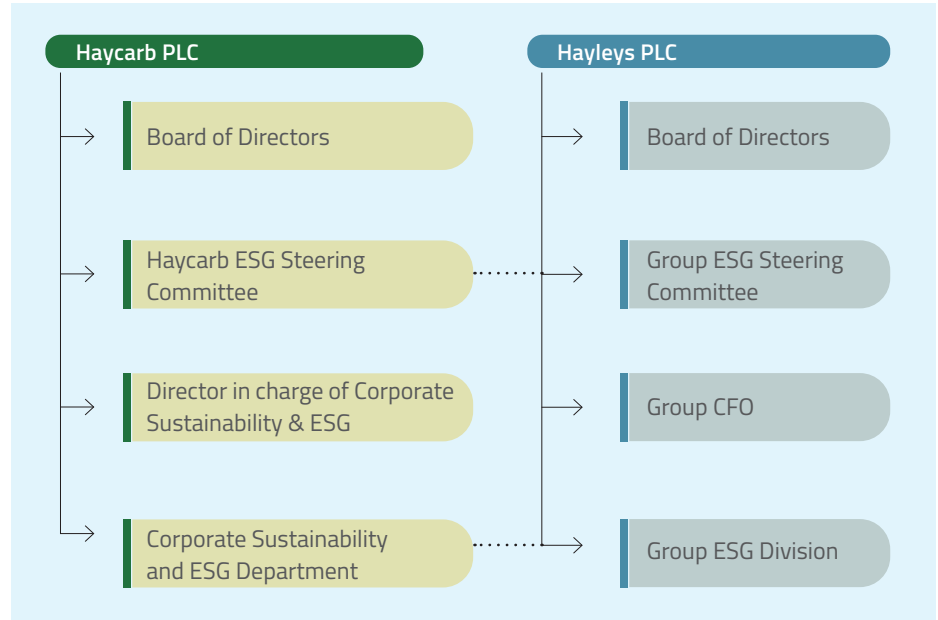 Haycarb PLC
Board of Directors
Haycarb ESG Steering
Committee
Director in charge of Corporate
Sustainability & ESG
Corporate Sustainability
and ESG Department
Hayleys PLC
Board of Directors
Group ESG Steering
Committee
Group CFO
Group ESG Division